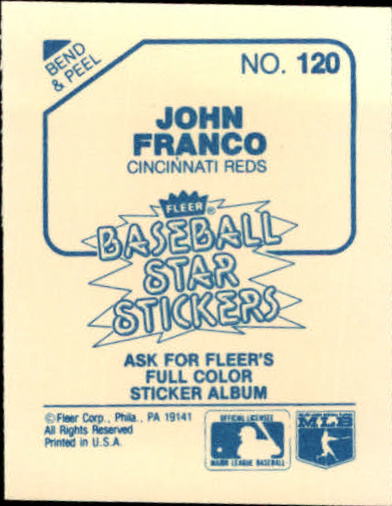 BEND
& PEEL
NO. 120
JOHN
FRANCO
CINCINNATI REDS
FLEER®
BASEBALL
STAR
STICKERS
ASK FOR FLEER'S
FULL COLOR
STICKER ALBUM
© Fleer Corp., Phila., PA 19141
All Rights Reserved
Printed in U.S.A.
OFFICIAL LICENSEE
MAJOR LEAGUE BASEBALL
MLB